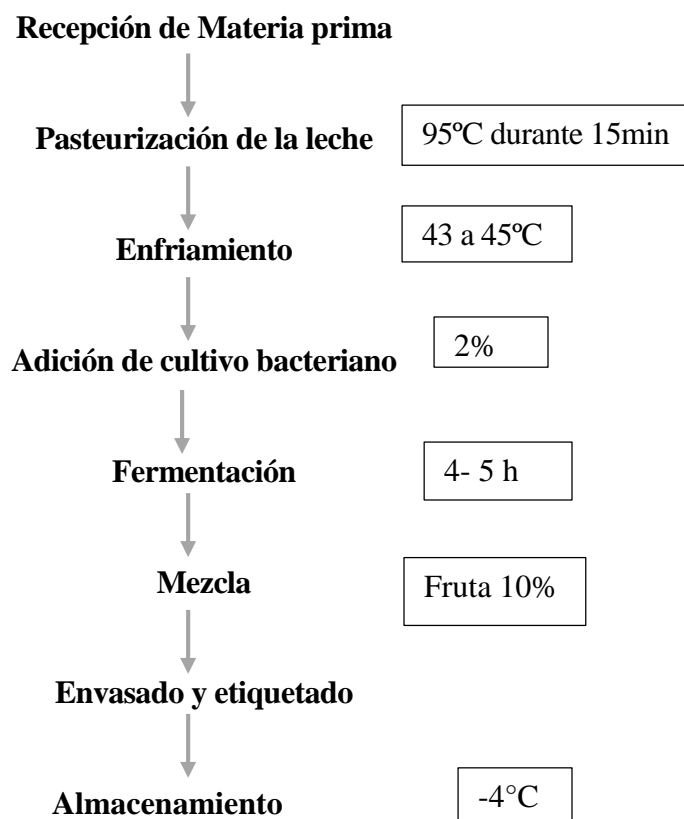 Recepción de Materia prima
Pasteurización de la leche
95ºC durante 15min
Enfriamiento
43 a 45ºC
Adición de cultivo bacteriano
2%
Fermentación
4- 5 h
Mezcla
Fruta 10%
Envasado y etiquetado
Almacenamiento
-4°C